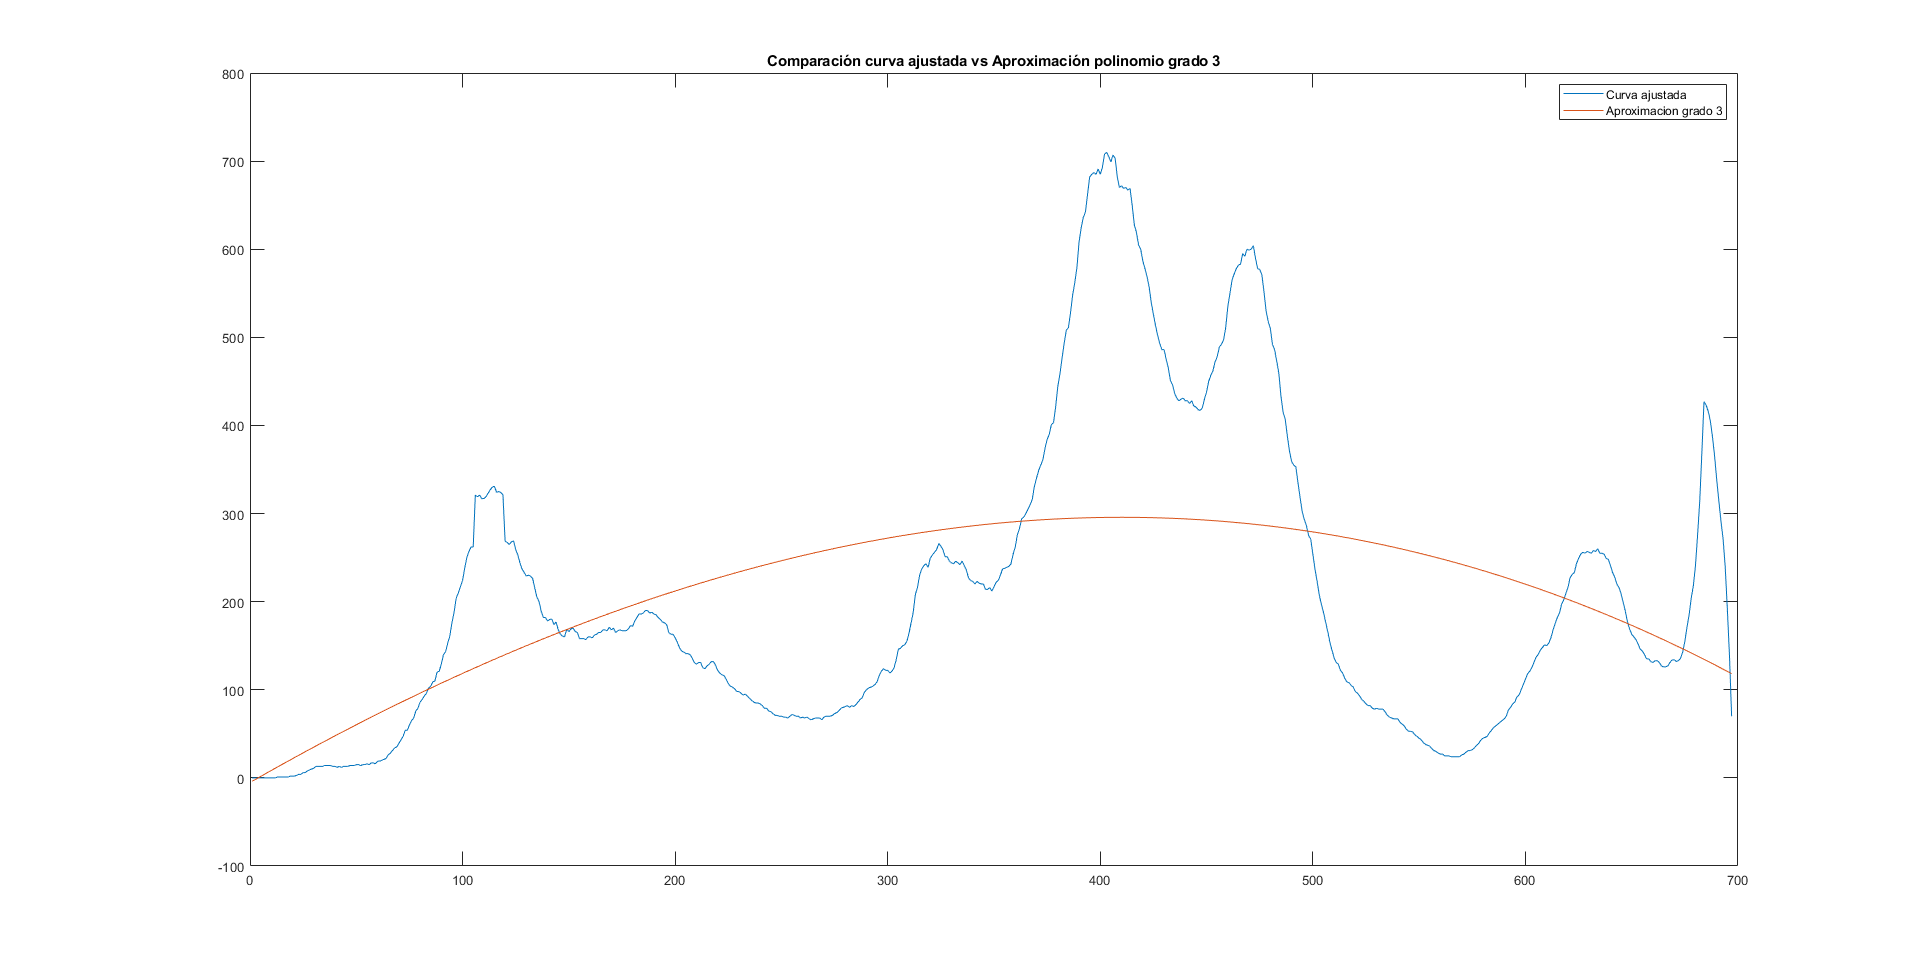 Comparación curva ajustada vs Aproximación polinomio grado 3
Curva ajustada
Aproximacion grado 3
800
700
600
500
400
300
200
100
0
-100
0 100 200 300 400 500 600 700